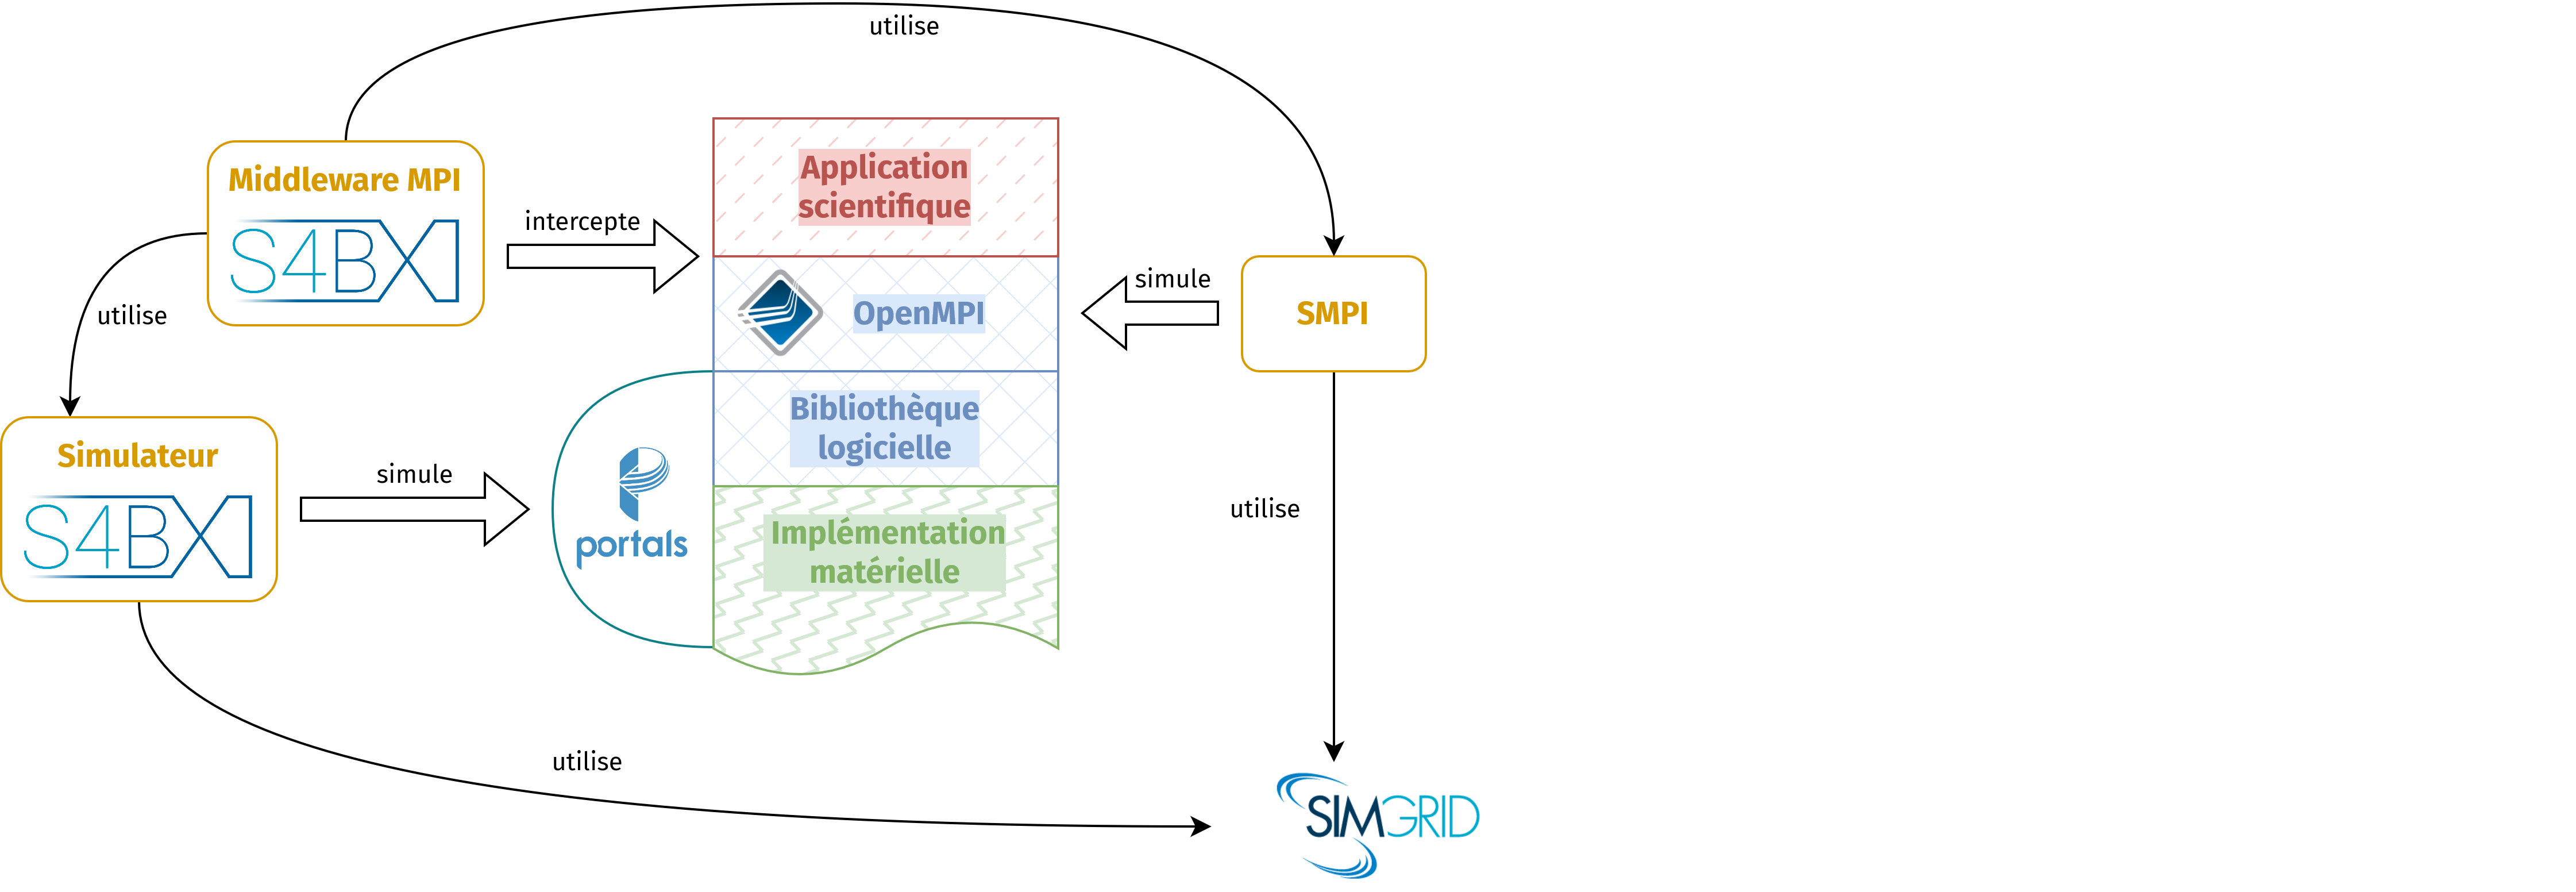 utilise
Middleware MPI
S4BXI
intercepte
Application
scientifique
utilise
OpenMPI
simule
SMPI
Bibliothèque
logicielle
Simulateur
S4BXI
simule
portals
Implémentation
matérielle
utilise
utilise
SIMGRID